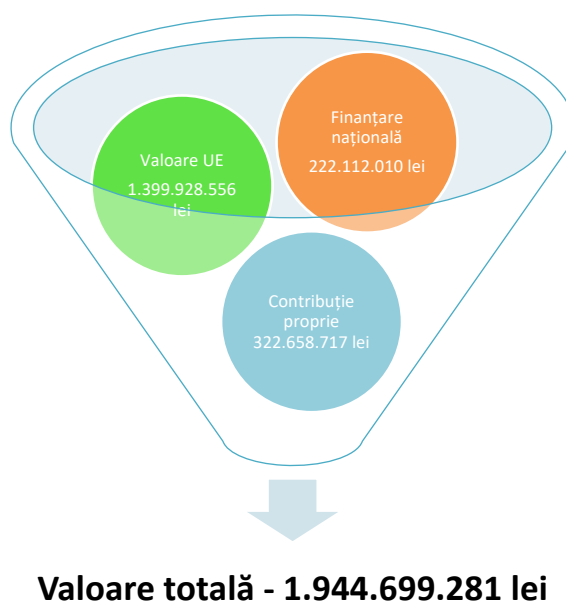 Finanțare
națională
222.112.010 lei
Valoare UE
1.399.928.556
lei
Contribuție
proprie
322.658.717 lei
Valoare totală - 1.944.699.281 lei